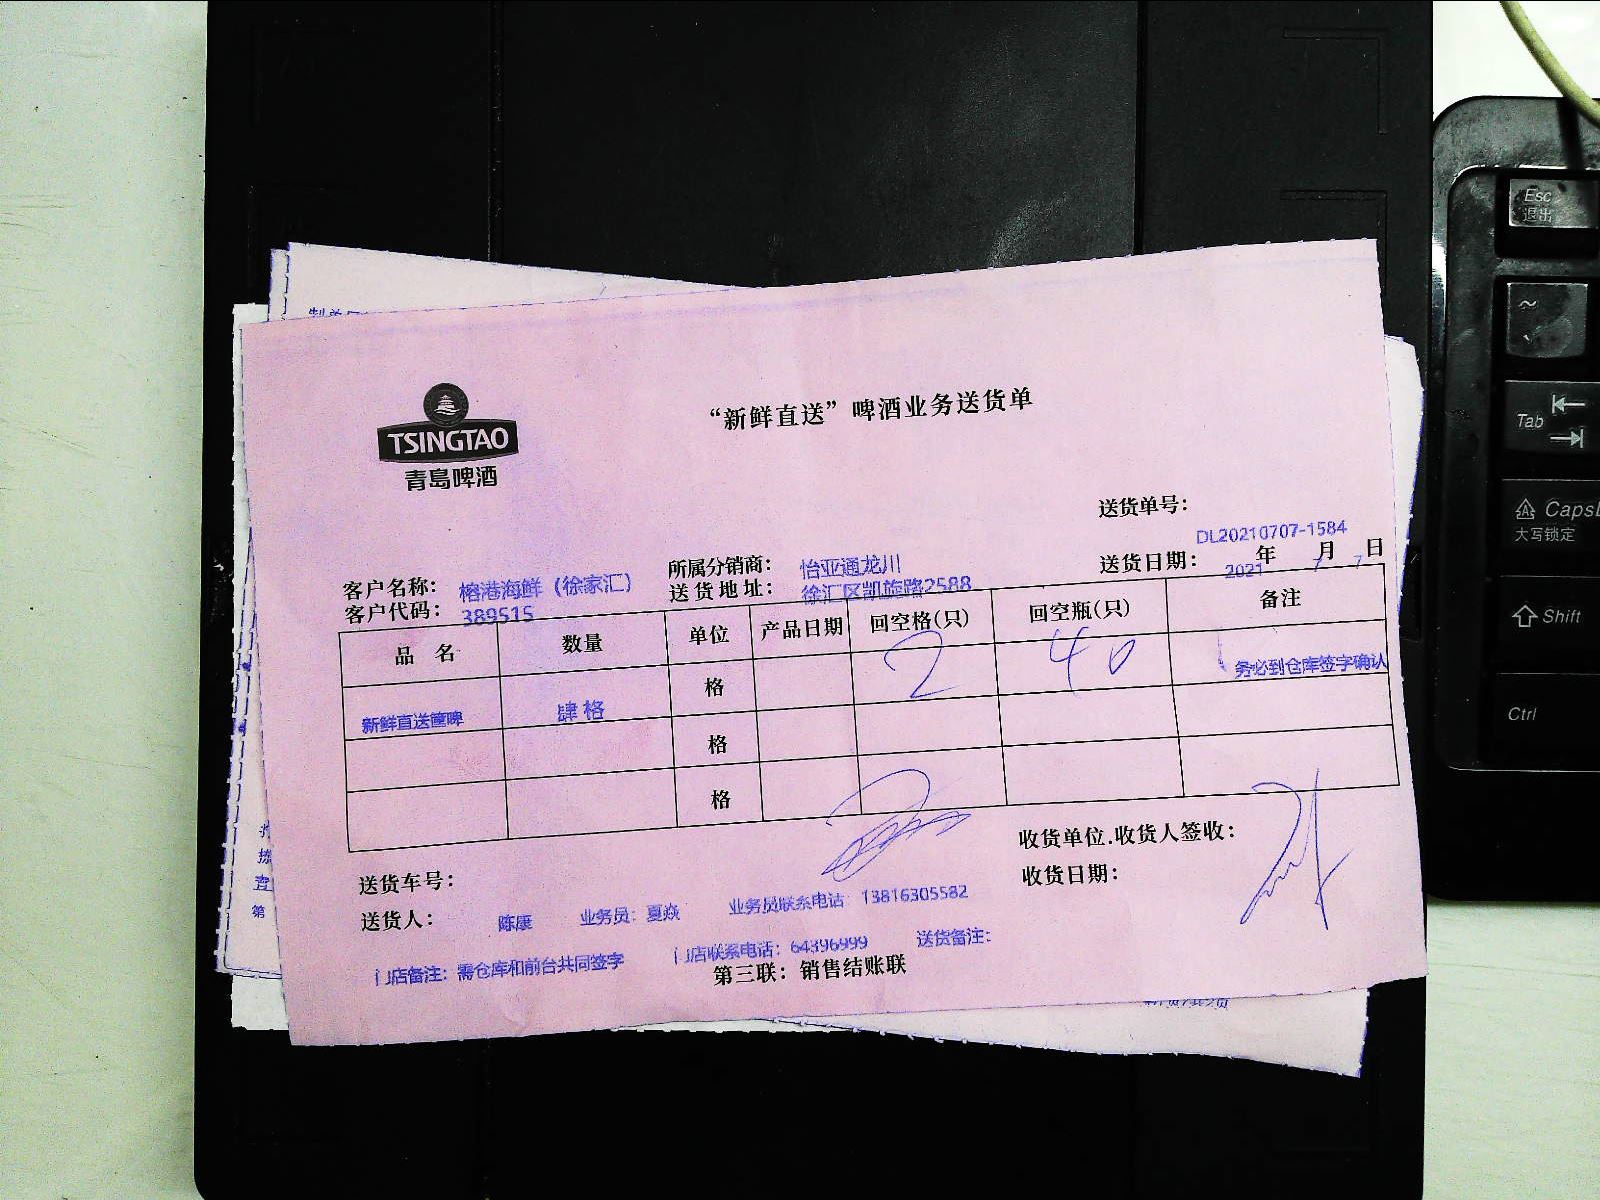 TSINGTAO
青岛啤酒
“新鲜直送”啤酒业务送货单
送货单号：
DL20210707-1584
客户名称： 榕港海鲜（徐家汇） 所属分销商： 怡亚通龙川 送货日期： 2021 年 7 月 7 日
客户代码： 389515 送货地址： 徐汇区凯旋路2588
品名 数量 单位 产品日期 回空格(只) 回空瓶(只) 备注
新鲜直送筐啤 肆格 格 2 40 务必到仓库签字确认
格
格
送货车号： 收货单位.收货人签收：
收货日期：
送货人： 陈康 业务员：夏焱 业务员联系电话：13816305582
门店备注：需仓库和前台共同签字 门店联系电话：64396999 送货备注：
第三联：销售结账联
Esc
退出
~
Tab
Caps
大写锁定
Shift
Ctrl